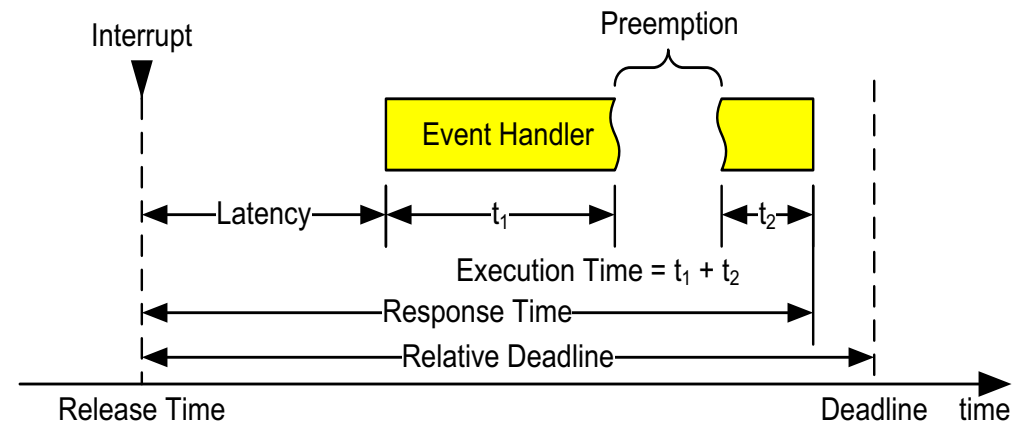 Preemption
Interrupt
Event Handler
Latency t₁ t₂
Execution Time = t₁ + t₂
Response Time
Relative Deadline
Release Time Deadline time